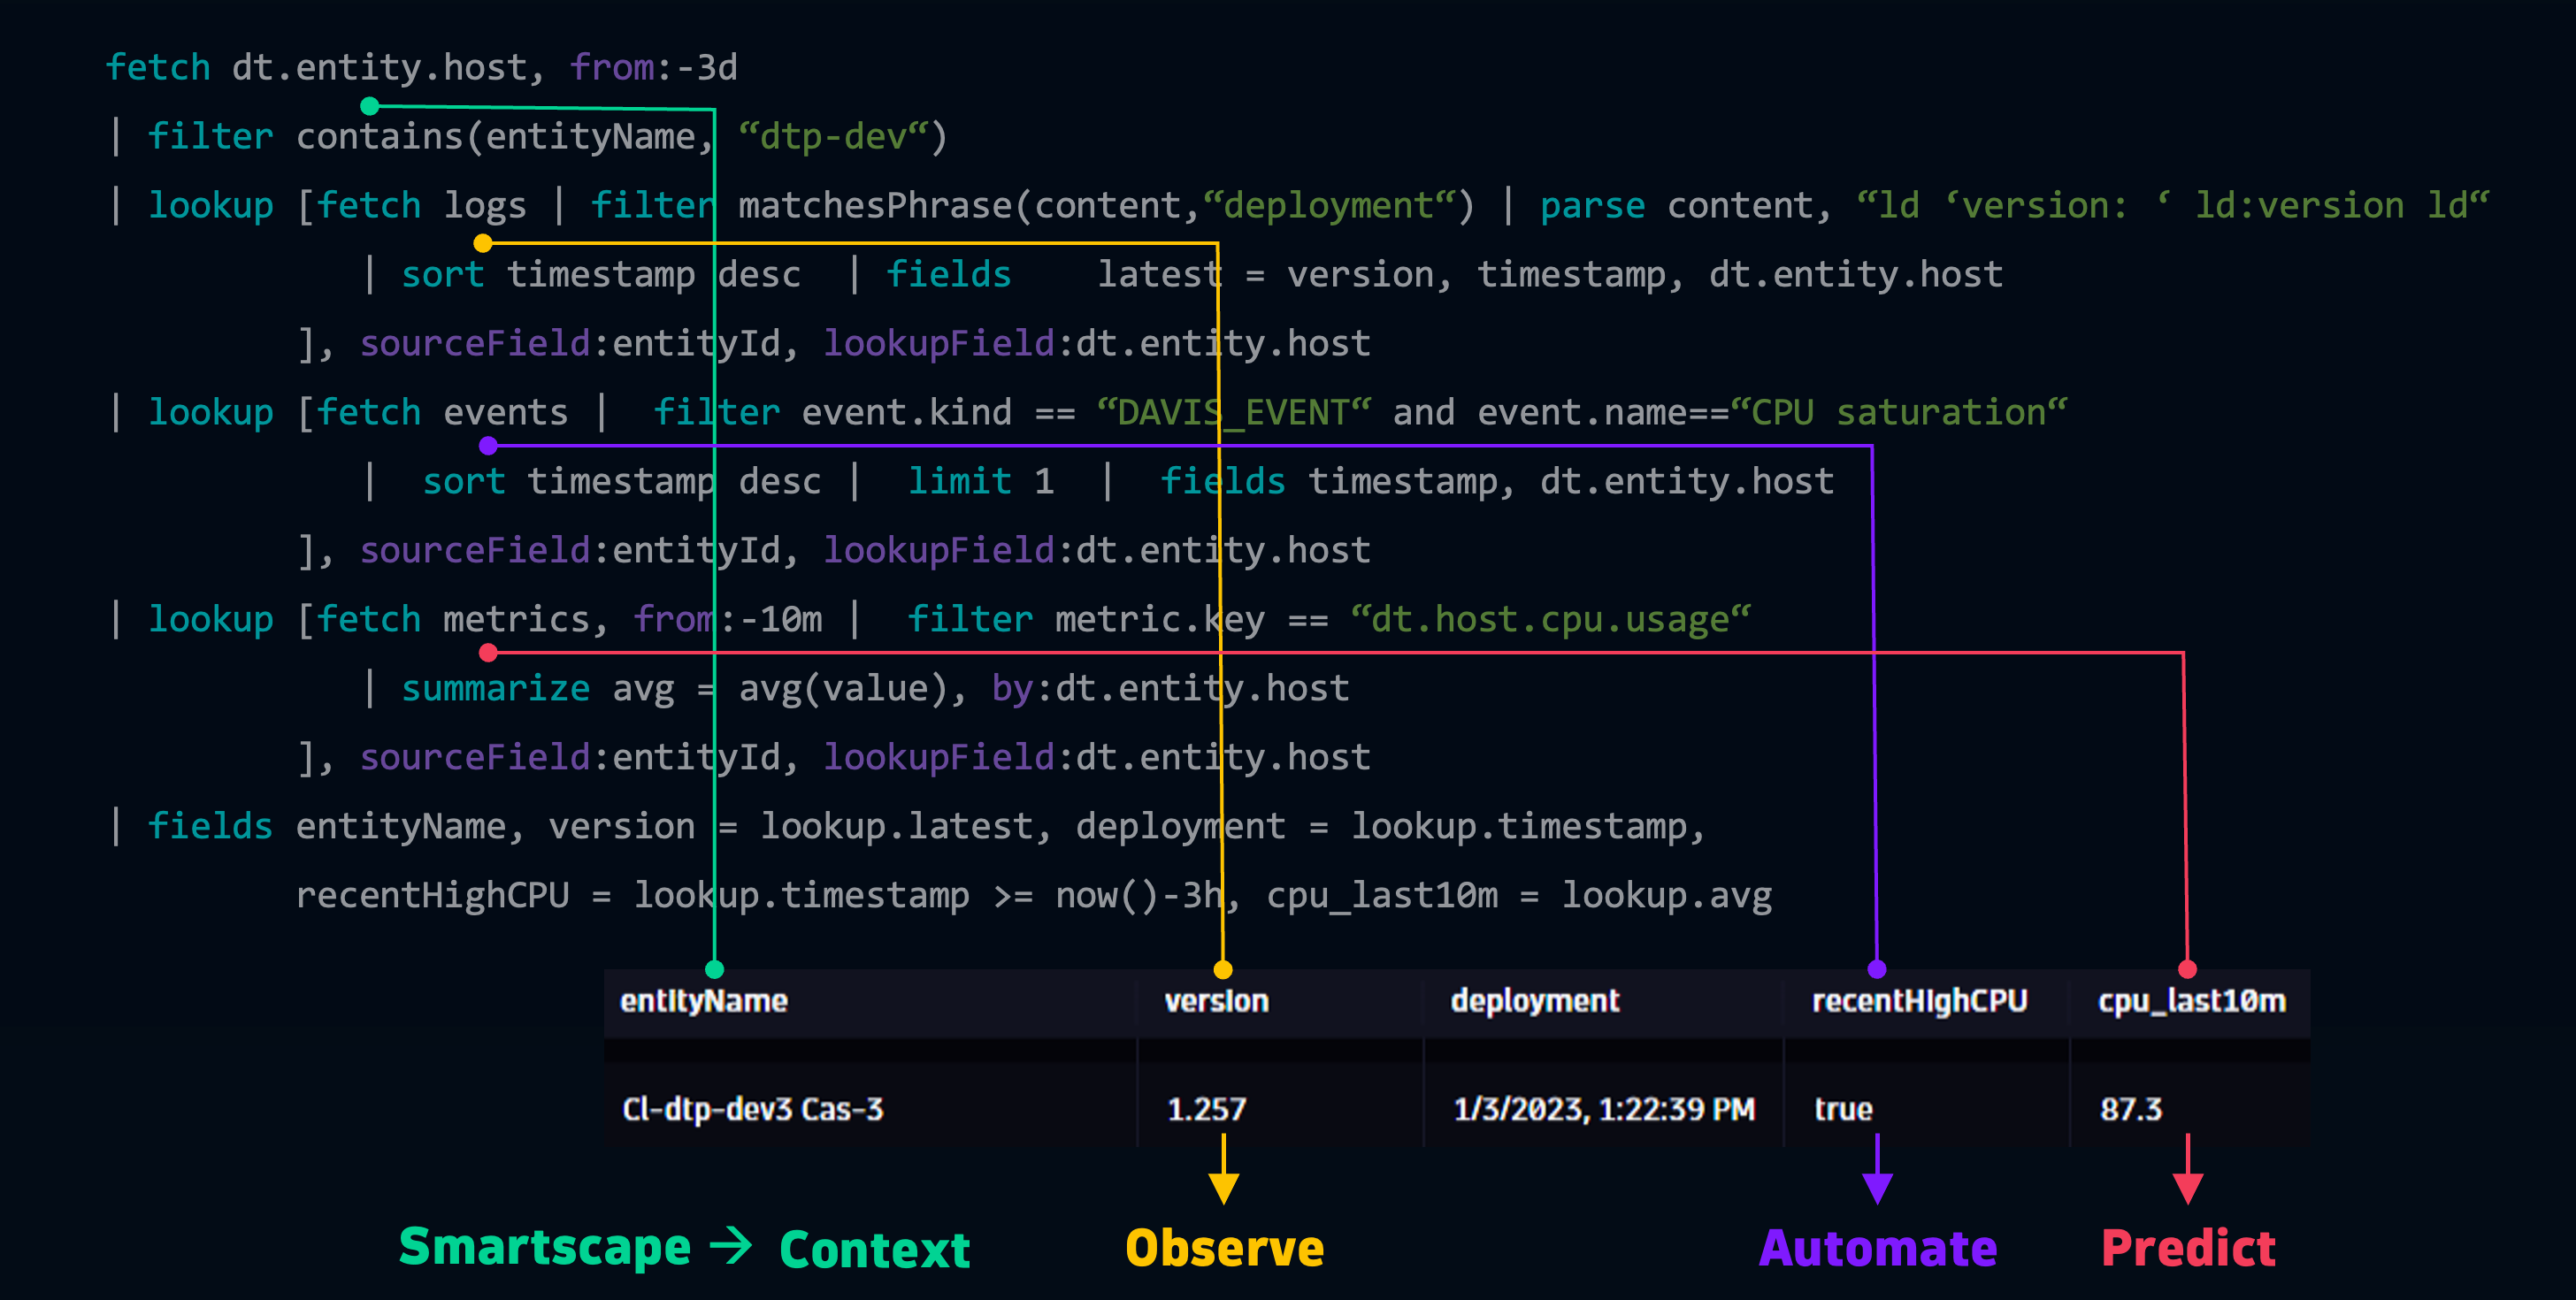 fetch dt.entity.host, from:-3d
| filter contains(entityName, “dtp-dev“)
| lookup [fetch logs | filter matchesPhrase(content,“deployment“) | parse content, “ld ‘version: ‘ ld:version ld“
| sort timestamp desc | fields latest = version, timestamp, dt.entity.host
], sourceField:entityId, lookupField:dt.entity.host
| lookup [fetch events | filter event.kind == “DAVIS_EVENT“ and event.name==“CPU saturation“
| sort timestamp desc | limit 1 | fields timestamp, dt.entity.host
], sourceField:entityId, lookupField:dt.entity.host
| lookup [fetch metrics, from:-10m | filter metric.key == “dt.host.cpu.usage“
| summarize avg = avg(value), by:dt.entity.host
], sourceField:entityId, lookupField:dt.entity.host
| fields entityName, version = lookup.latest, deployment = lookup.timestamp,
recentHighCPU = lookup.timestamp >= now()-3h, cpu_last10m = lookup.avg
entityName version deployment recentHighCPU cpu_last10m
Cl-dtp-dev3 Cas-3 1.257 1/3/2023, 1:22:39 PM true 87.3
Smartscape → Context Observe Automate Predict